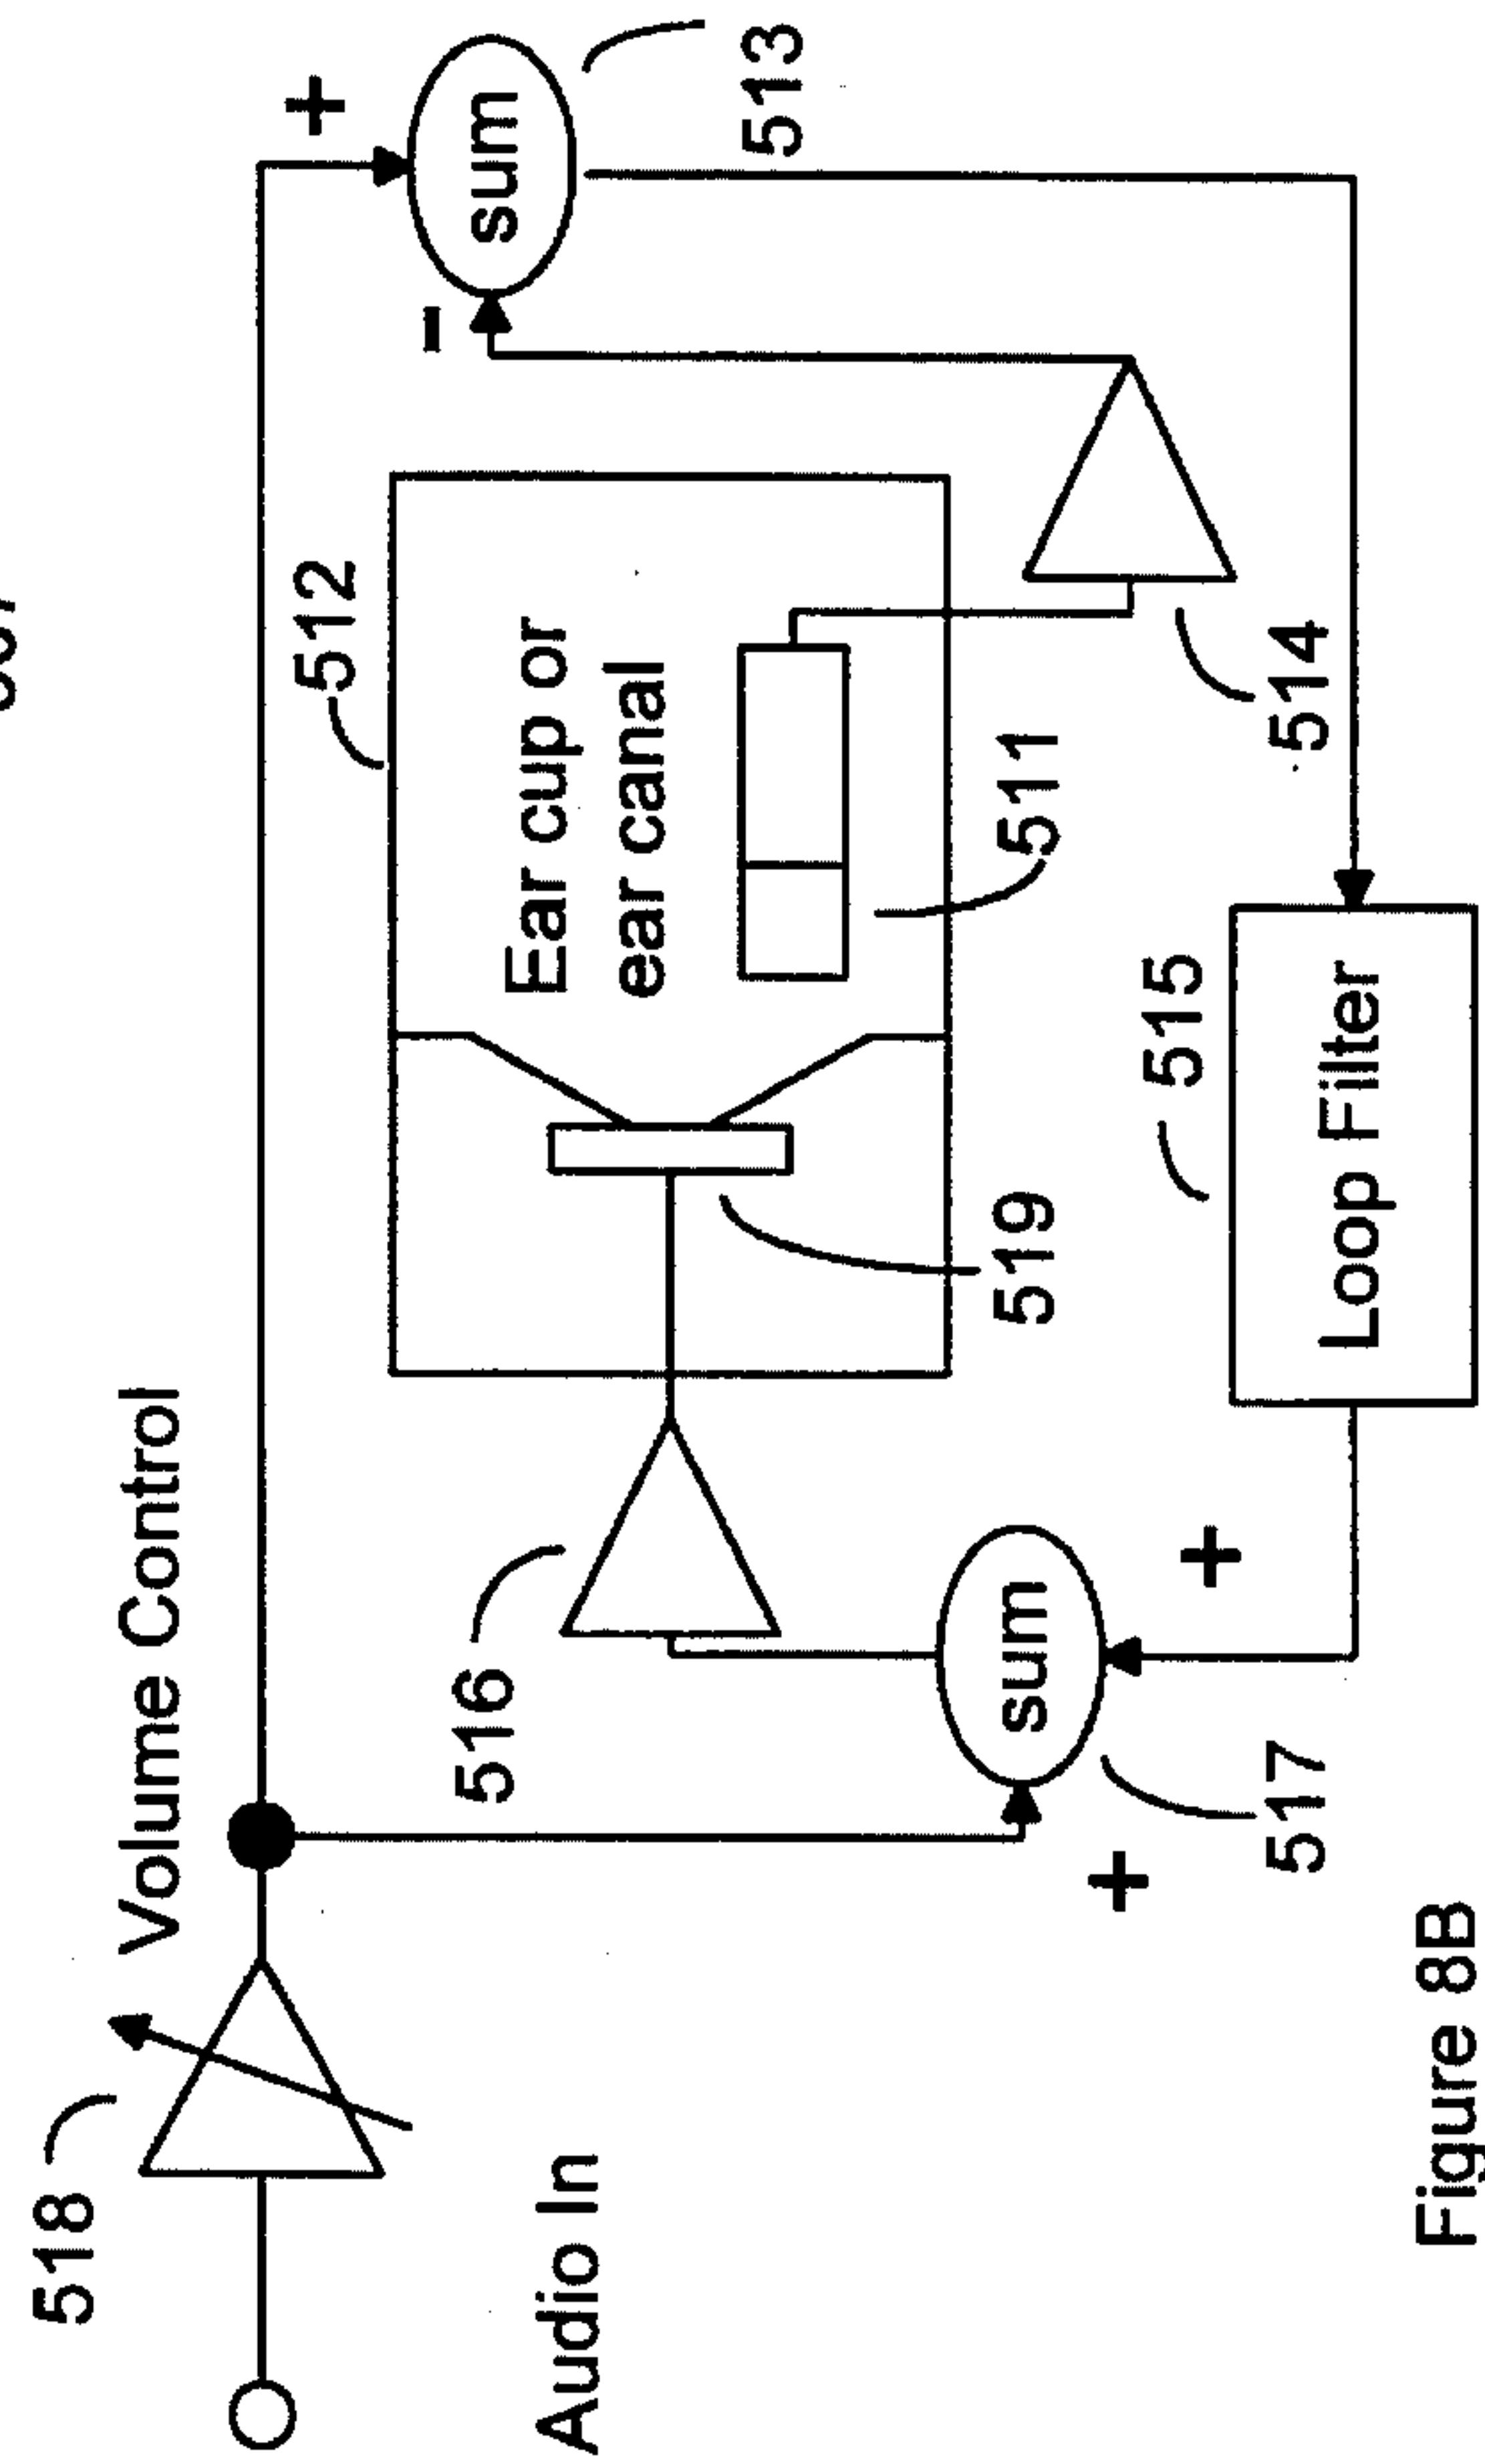 518
Volume Control
+
sum
513
512
-
Ear cup or
ear canal
516
519
511
Audio In
sum
+
+
517
515
514
Loop Filter
Figure 8B